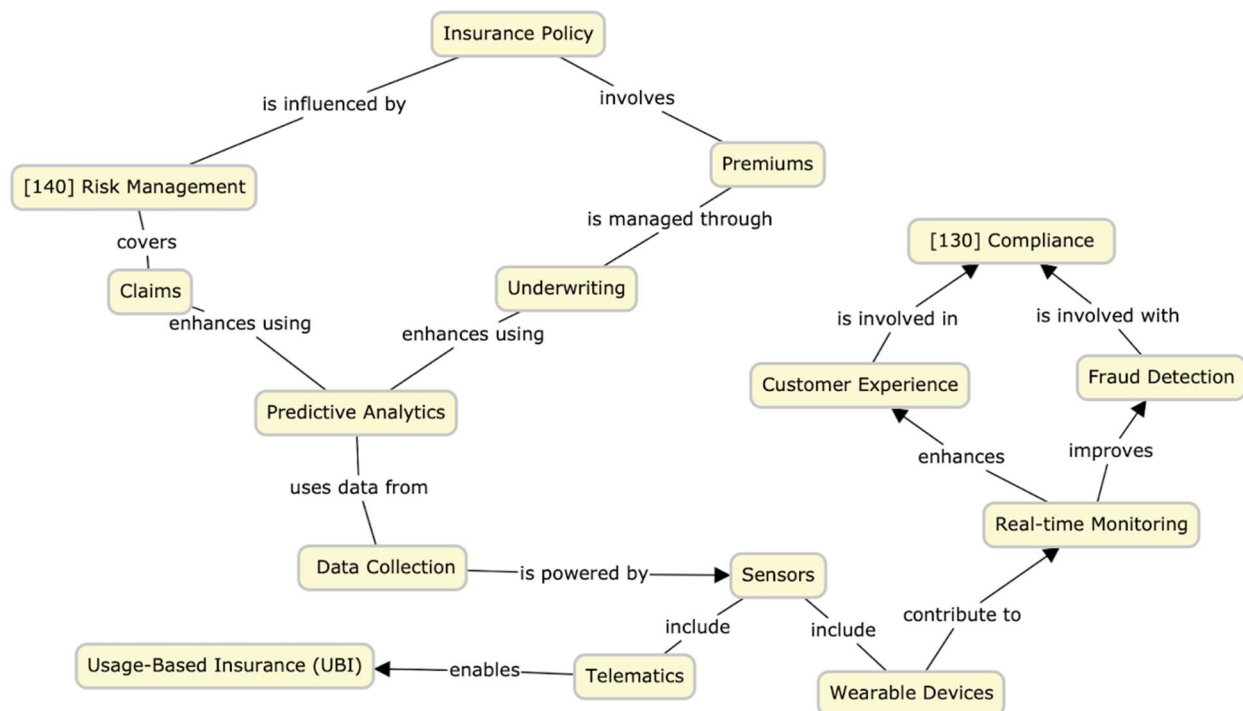 Insurance Policy
is influenced by
involves
Premiums
[140] Risk Management
is managed through
covers
[130] Compliance
Claims
Underwriting
enhances using
enhances using
is involved in
is involved with
Customer Experience
Fraud Detection
Predictive Analytics
enhances
improves
uses data from
Real-time Monitoring
Data Collection
is powered by
Sensors
contribute to
include
include
Usage-Based Insurance (UBI)
enables
Telematics
Wearable Devices